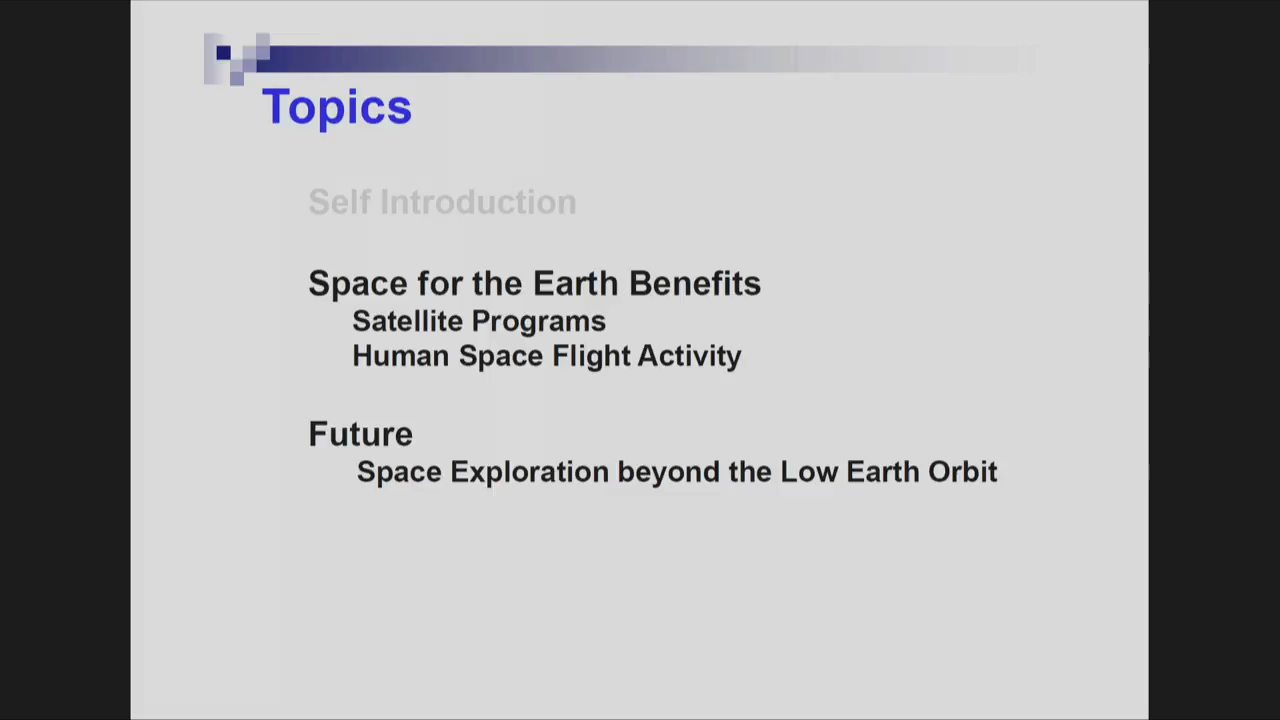 Topics
Self Introduction
Space for the Earth Benefits
Satellite Programs
Human Space Flight Activity
Future
Space Exploration beyond the Low Earth Orbit